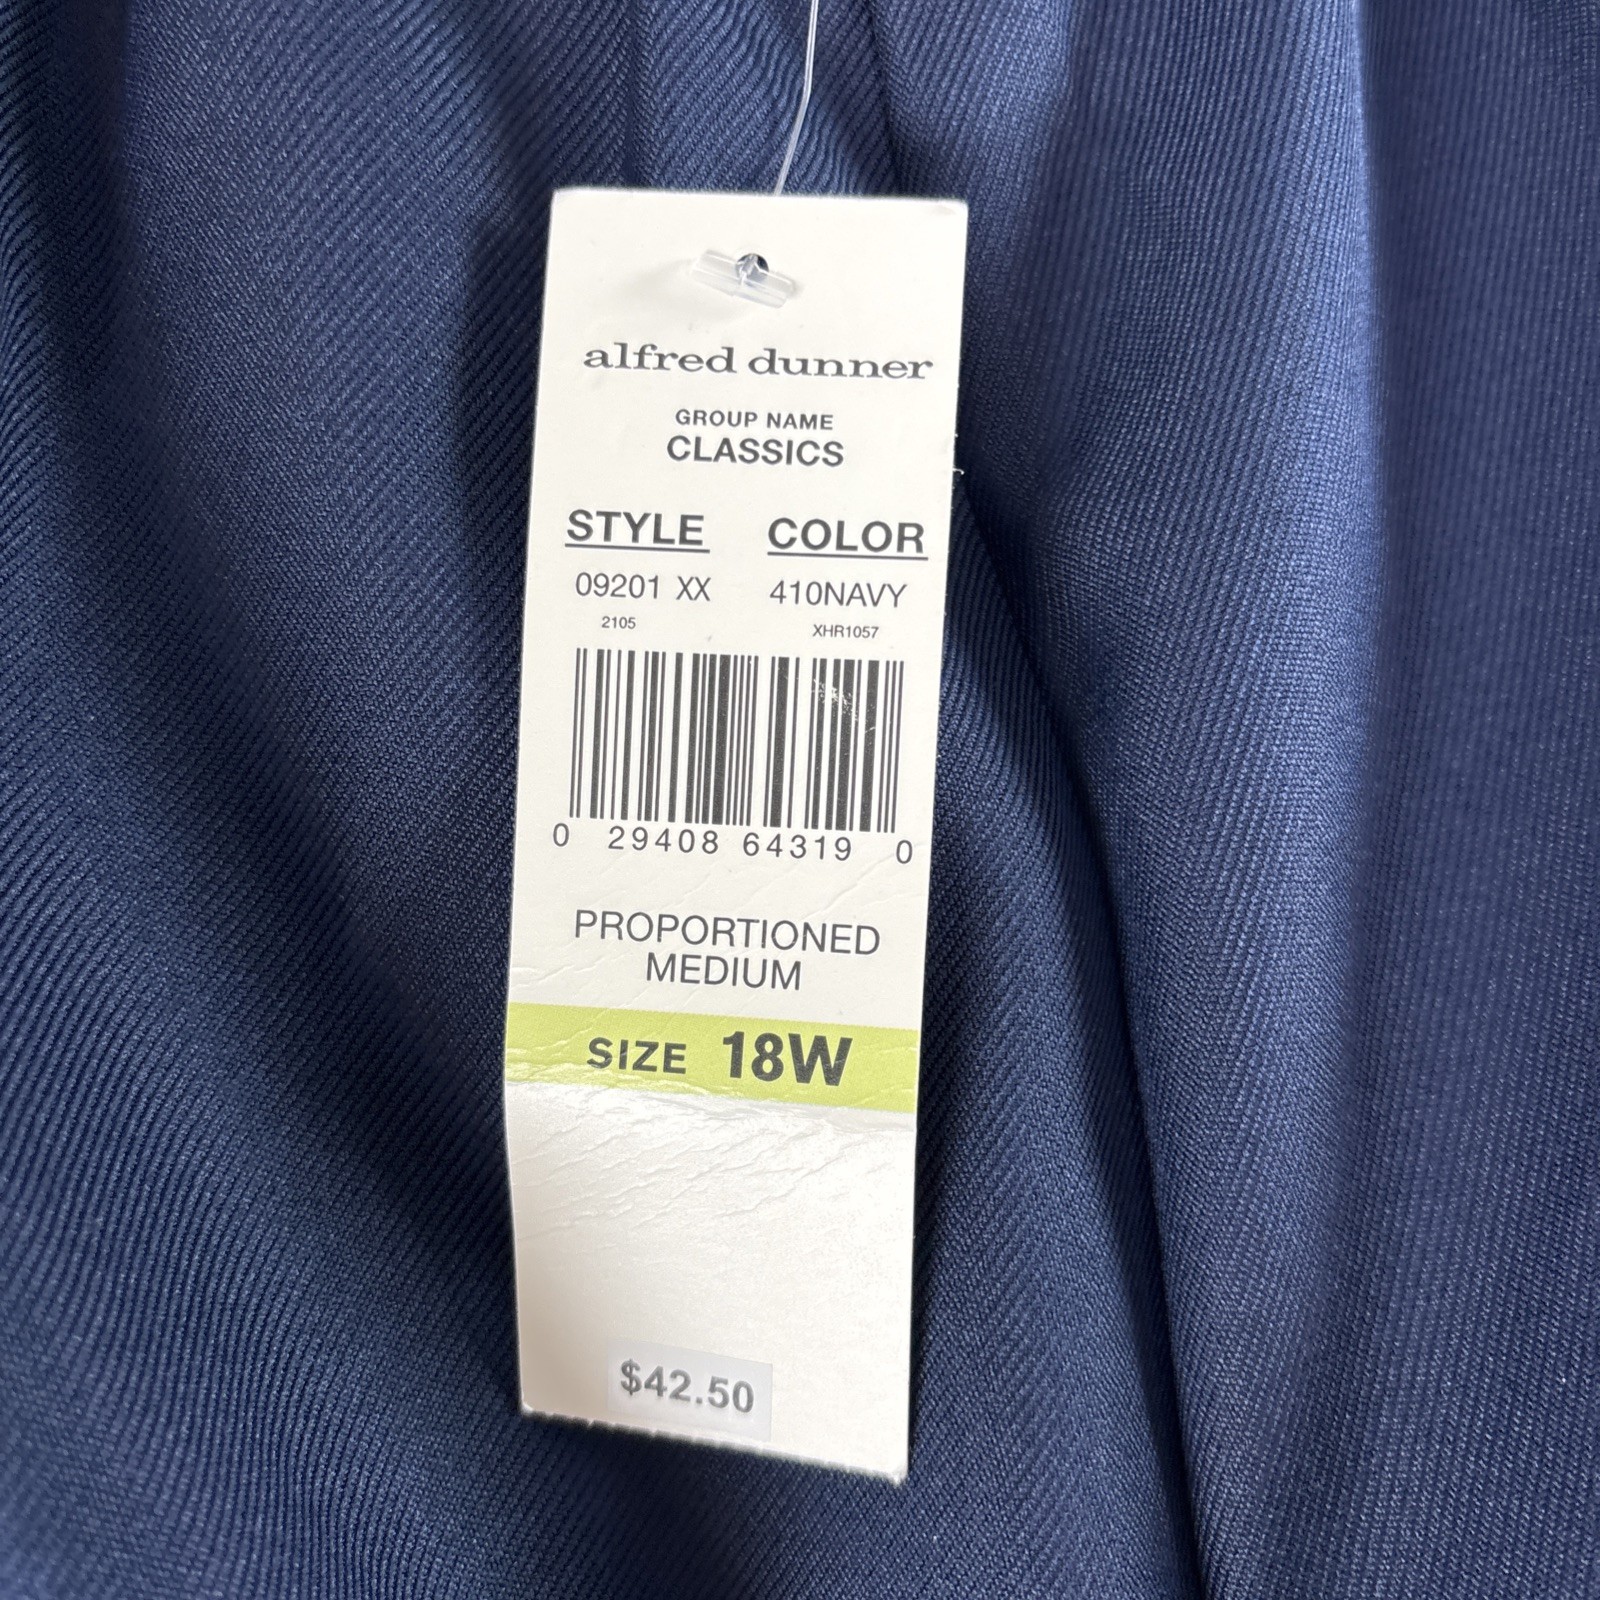 alfred dunner
GROUP NAME
CLASSICS
STYLE COLOR
09201 XX 410NAVY
2105 XHR1057
0 29408 64319 0
PROPORTIONED
MEDIUM
SIZE 18W
$42.50